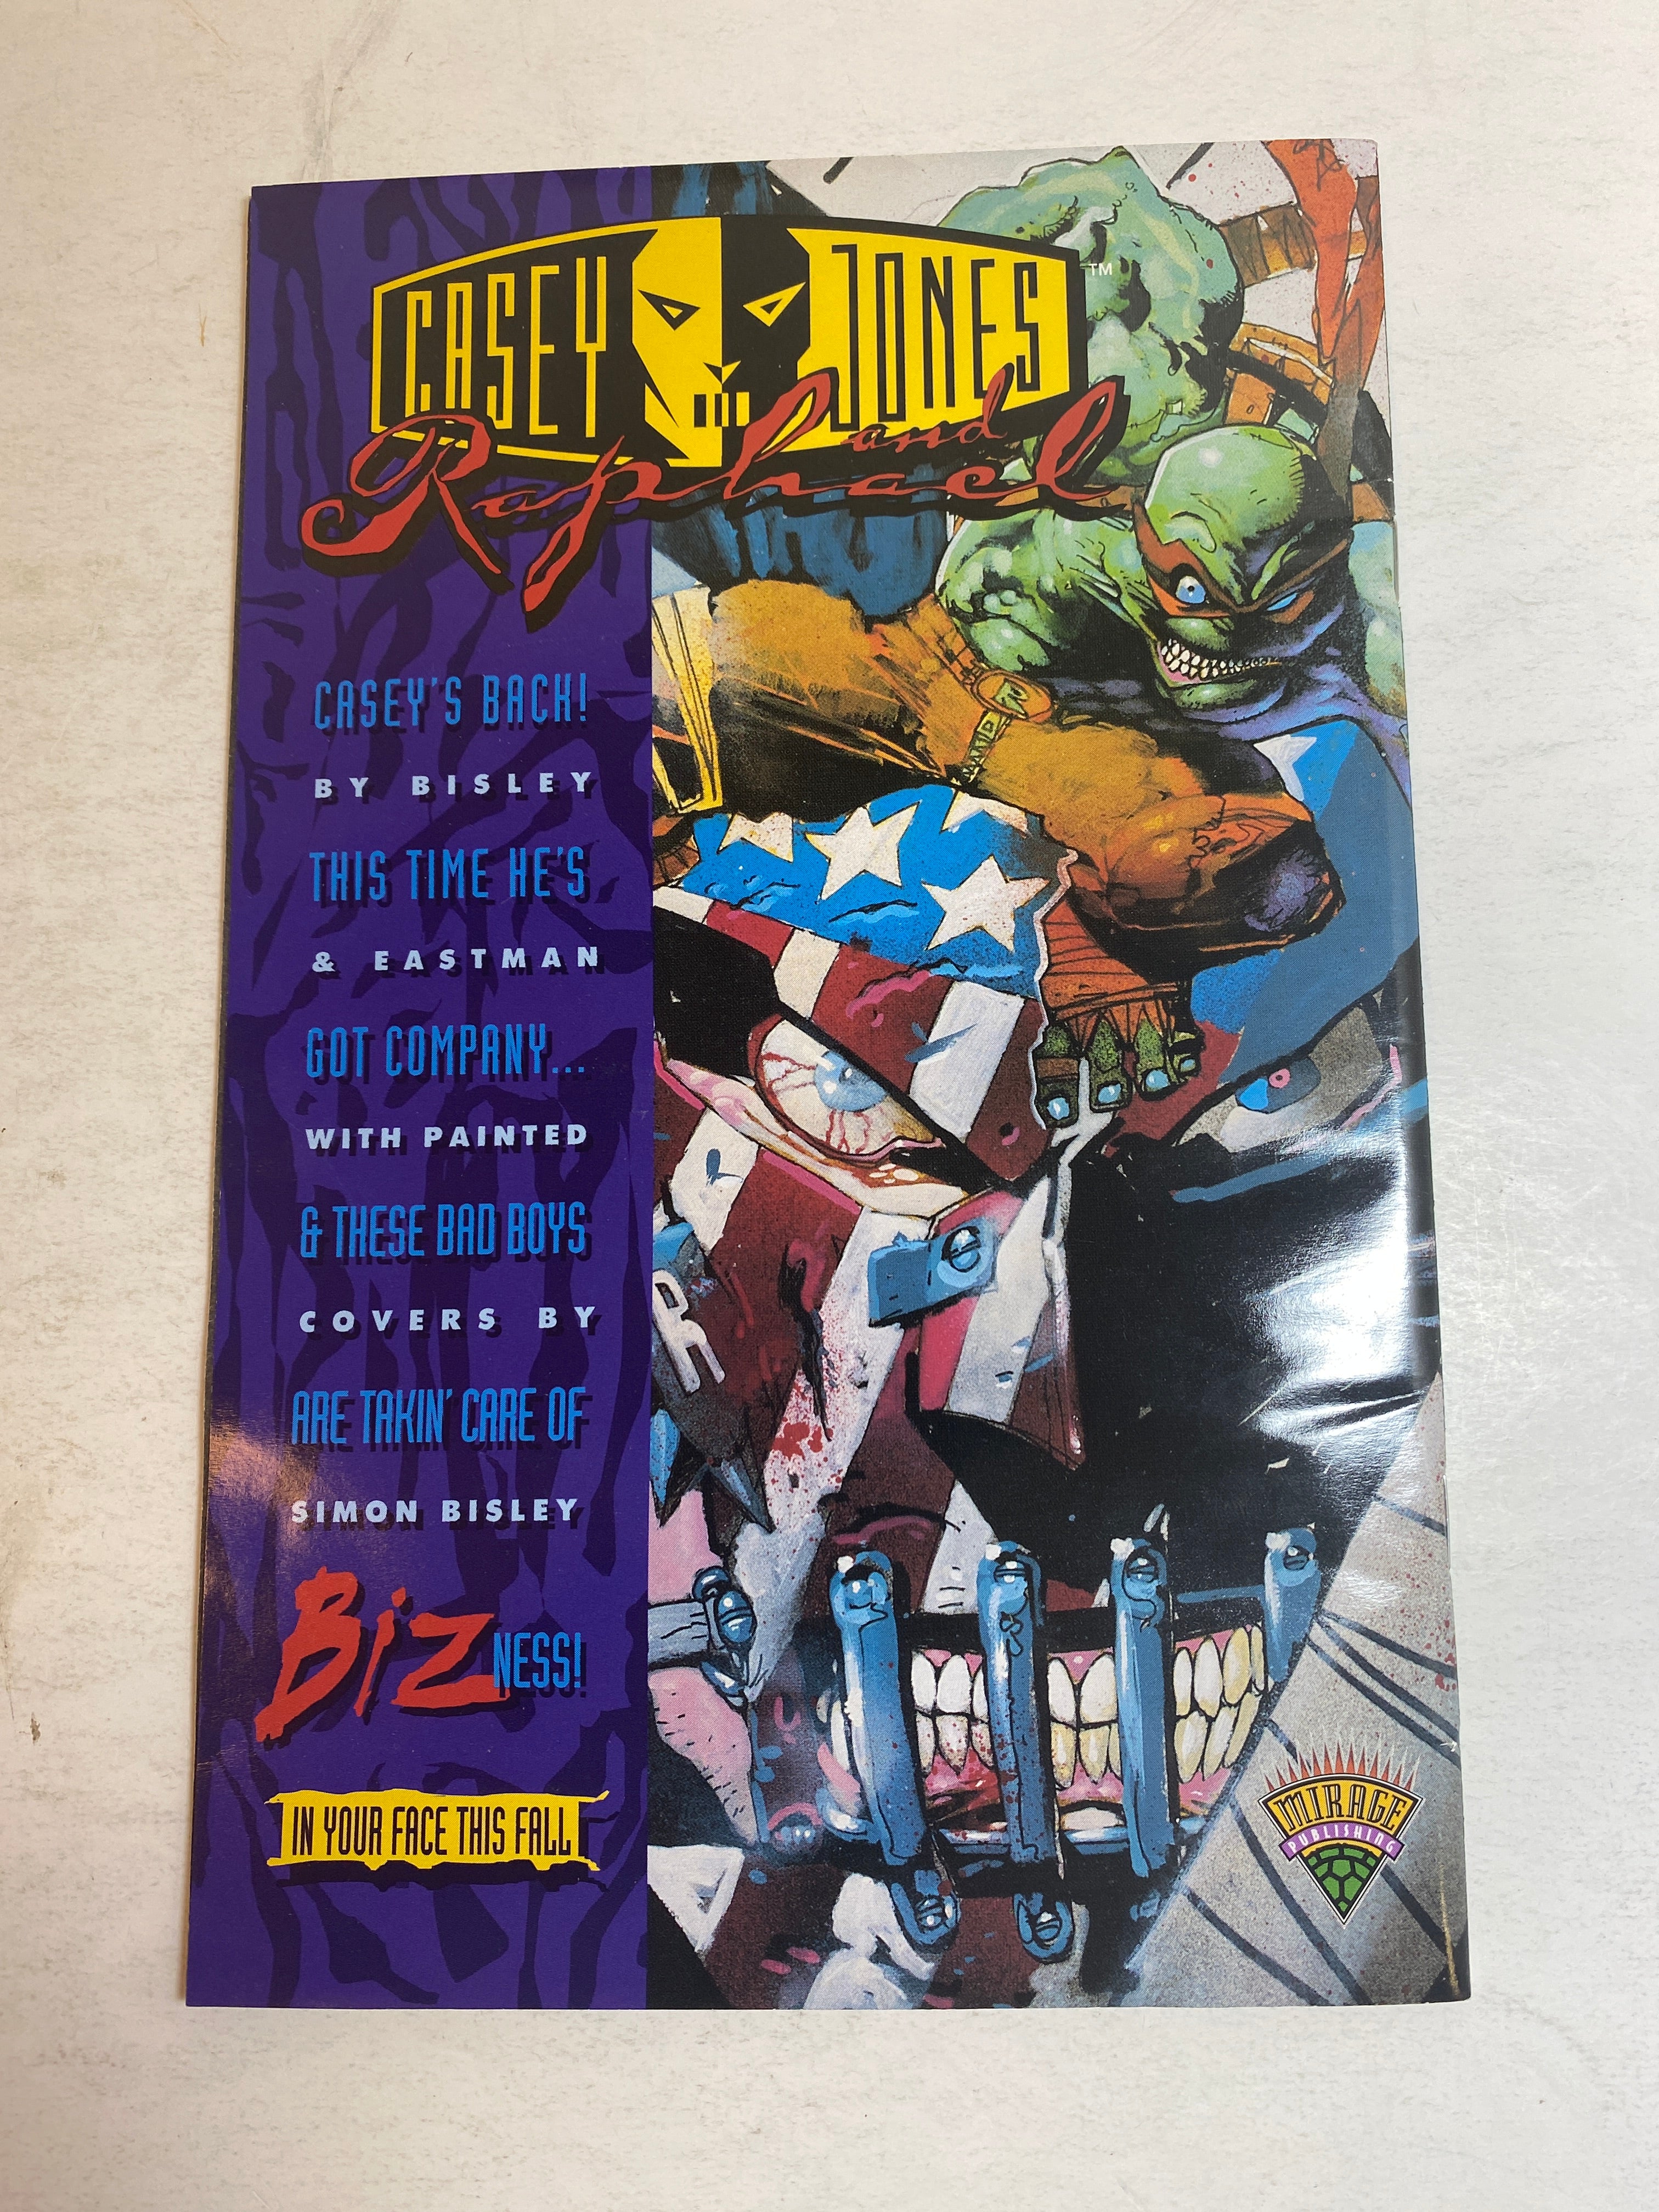 CASEY JONES™
and
Raphael
CASEY'S BACK!
BY BISLEY
THIS TIME HE'S
& EASTMAN
GOT COMPANY...
WITH PAINTED
& THESE BAD BOYS
COVERS BY
ARE TAKIN' CARE OF
SIMON BISLEY
BizNESS!
IN YOUR FACE THIS FALL
R
MIRAGE
PUBLISHING